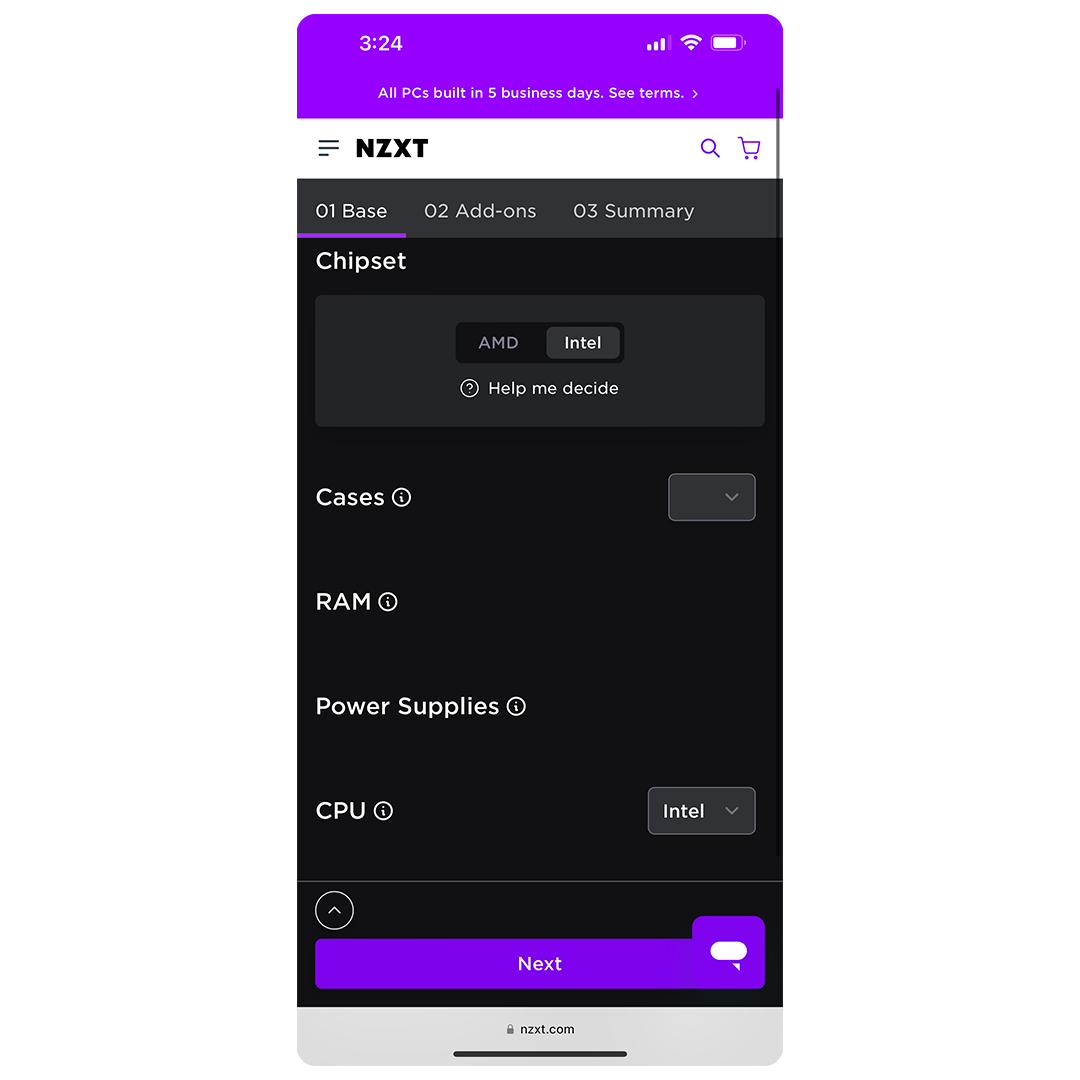 3:24
All PCs built in 5 business days. See terms.
NZXT
01 Base 02 Add-ons 03 Summary
Chipset
AMD Intel
Help me decide
Cases
RAM
Power Supplies
CPU Intel
Next
nzxt.com